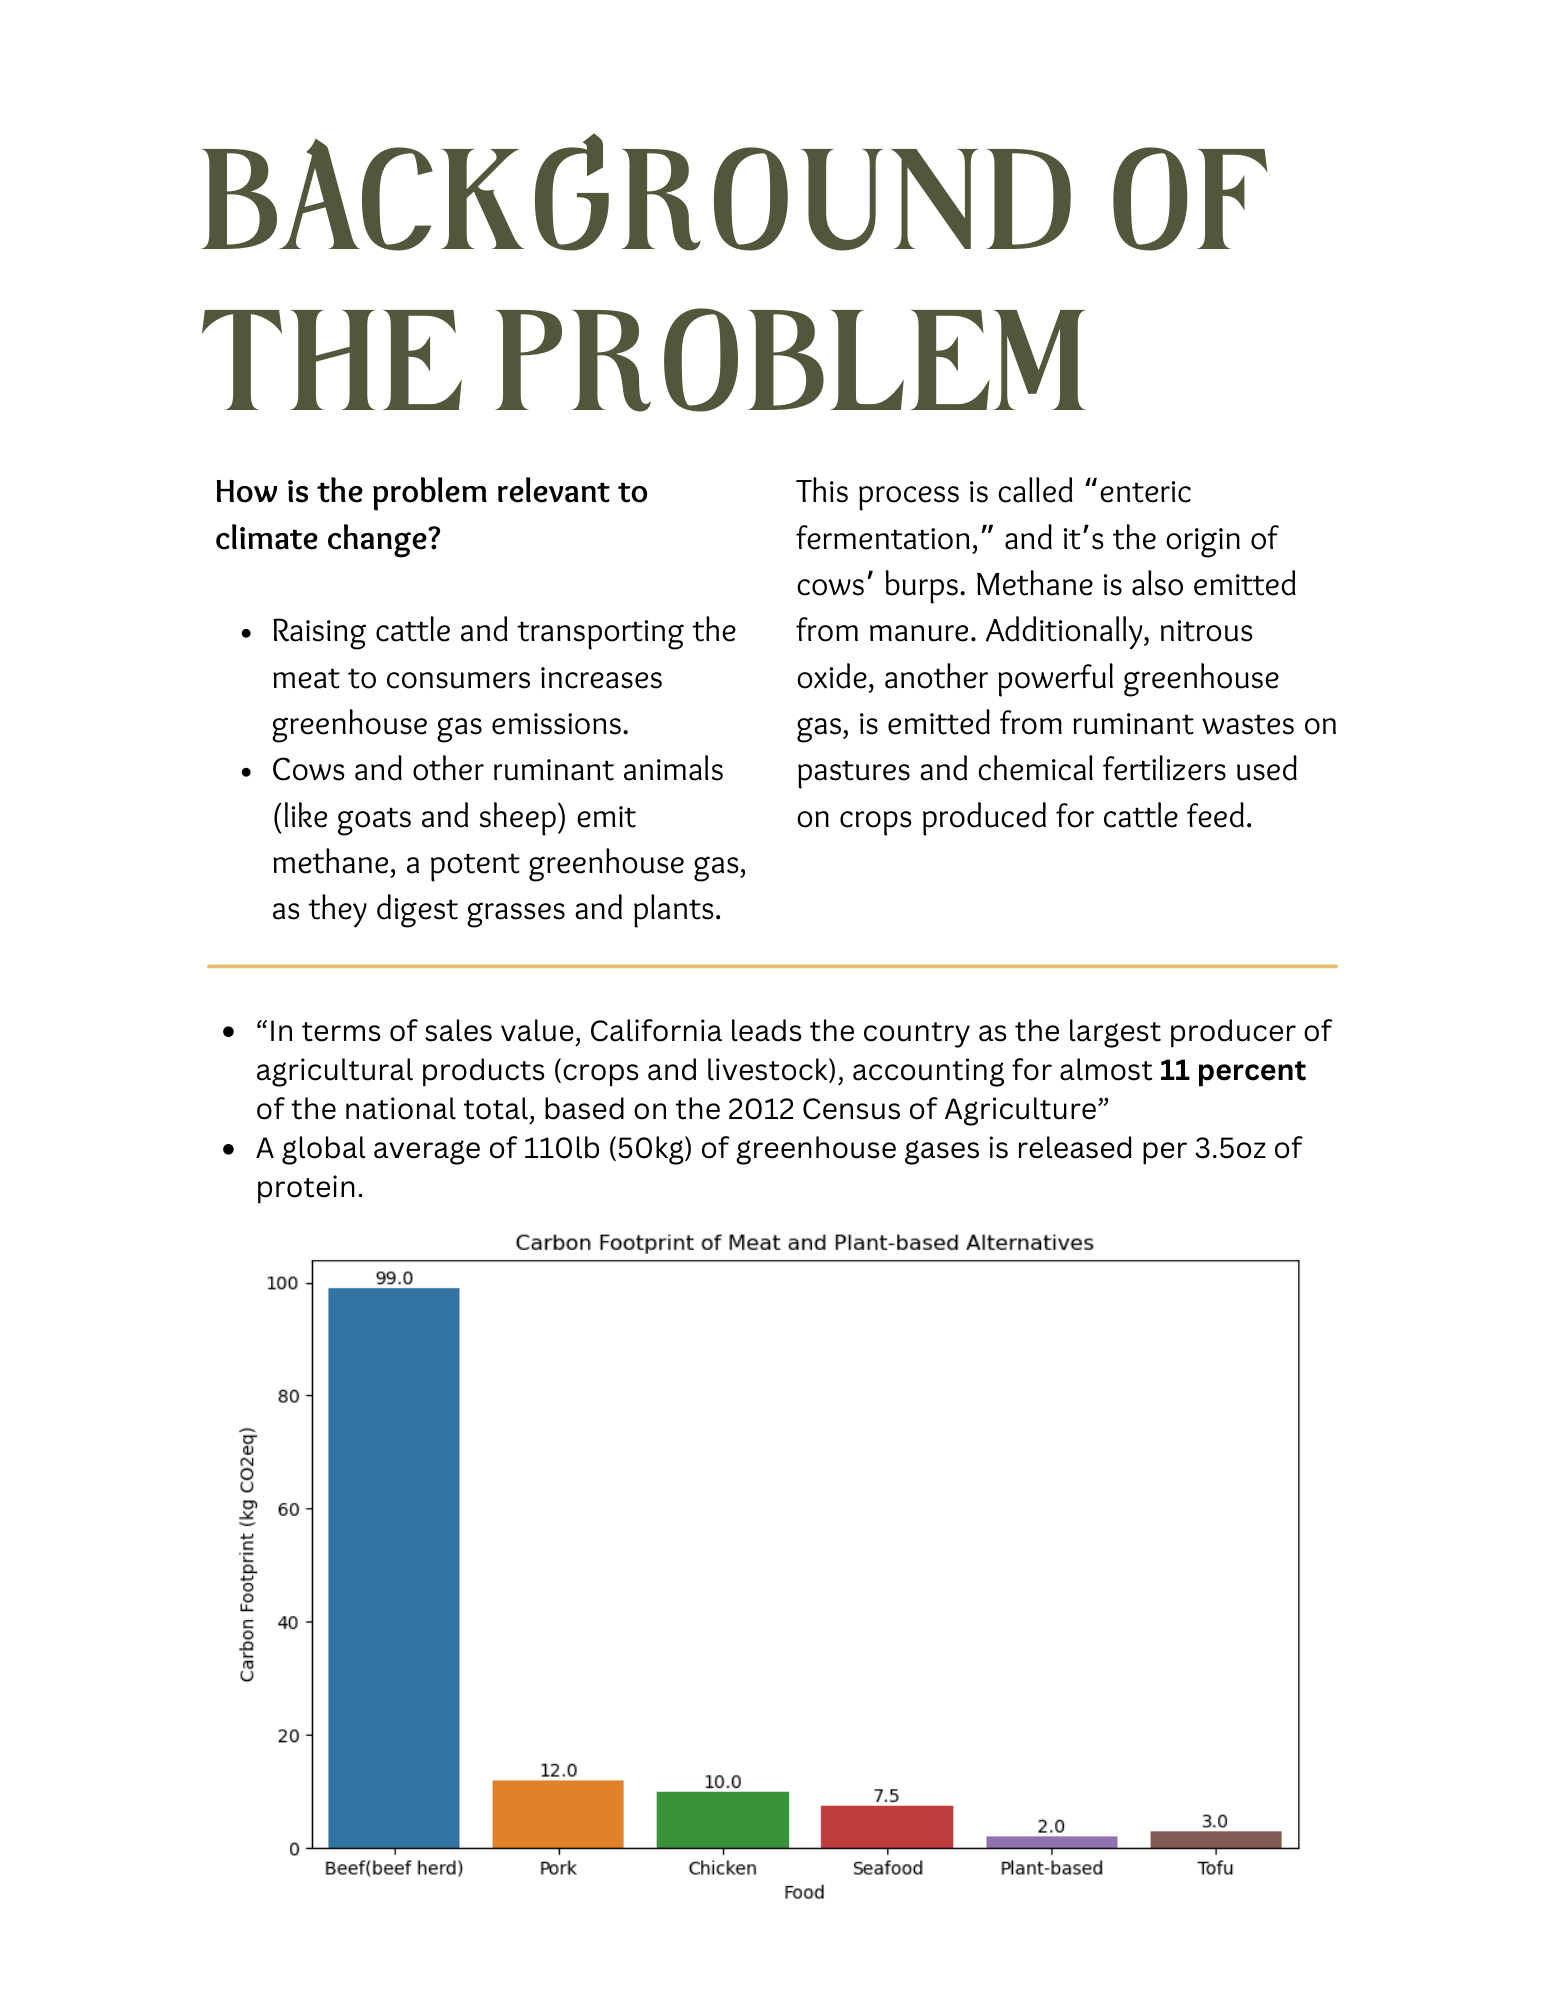 BACKGROUND OF
THE PROBLEM
How is the problem relevant to
climate change?
• Raising cattle and transporting the
meat to consumers increases
greenhouse gas emissions.
• Cows and other ruminant animals
(like goats and sheep) emit
methane, a potent greenhouse gas,
as they digest grasses and plants.
This process is called “enteric
fermentation,” and it’s the origin of
cows’ burps. Methane is also emitted
from manure. Additionally, nitrous
oxide, another powerful greenhouse
gas, is emitted from ruminant wastes on
pastures and chemical fertilizers used
on crops produced for cattle feed.
• “In terms of sales value, California leads the country as the largest producer of
agricultural products (crops and livestock), accounting for almost 11 percent
of the national total, based on the 2012 Census of Agriculture”
• A global average of 110lb (50kg) of greenhouse gases is released per 3.5oz of
protein.
Carbon Footprint of Meat and Plant-based Alternatives
Carbon Footprint (kg CO2eq)
100
80
60
40
20
0
99.0
12.0
10.0
7.5
2.0
3.0
Beef(beef herd)
Pork
Chicken
Seafood
Plant-based
Tofu
Food